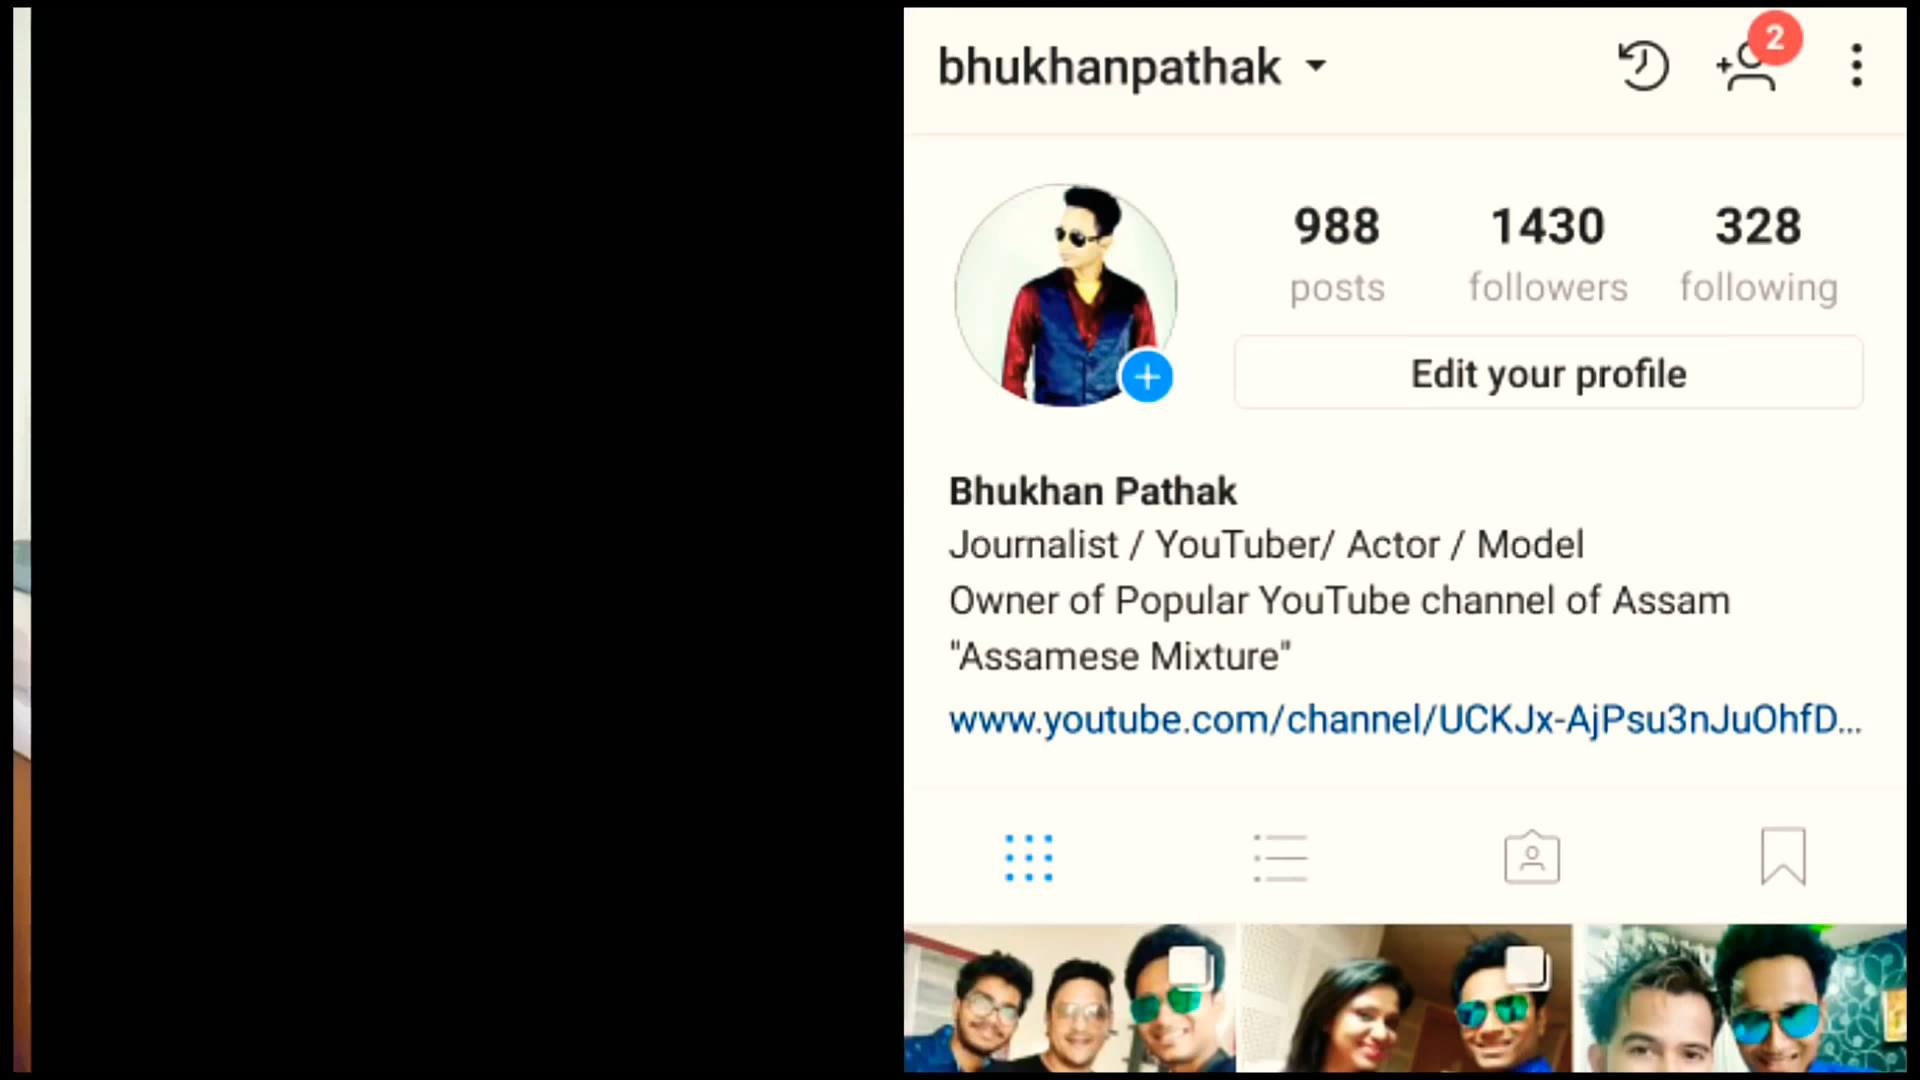 bhukhanpathak
2
988 1430 328
posts followers following
Edit your profile
Bhukhan Pathak
Journalist / YouTuber/ Actor / Model
Owner of Popular YouTube channel of Assam
"Assamese Mixture"
www.youtube.com/channel/UCKJx-AjPsu3nJuOhfD...